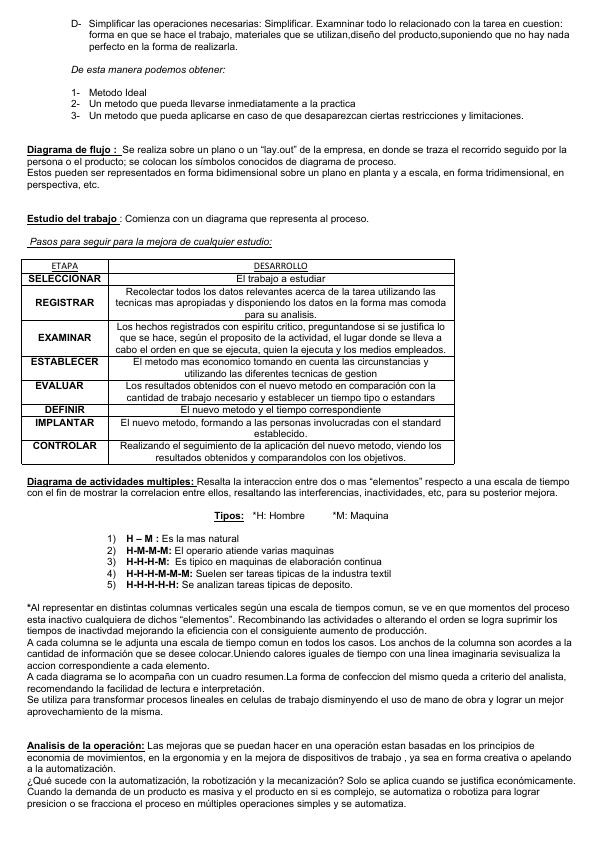 D- Simplificar las operaciones necesarias: Simplificar. Examninar todo lo relacionado con la tarea en cuestion:
forma en que se hace el trabajo, materiales que se utilizan,diseño del producto,suponiendo que no hay nada
perfecto en la forma de realizarla.
De esta manera podemos obtener:
1- Metodo Ideal
2- Un metodo que pueda llevarse inmediatamente a la practica
3- Un metodo que pueda aplicarse en caso de que desaparezcan ciertas restricciones y limitaciones.
Diagrama de flujo : Se realiza sobre un plano o un “lay.out” de la empresa, en donde se traza el recorrido seguido por la
persona o el producto; se colocan los símbolos conocidos de diagrama de proceso.
Estos pueden ser representados en forma bidimensional sobre un plano en planta y a escala, en forma tridimensional, en
perspectiva, etc.
Estudio del trabajo : Comienza con un diagrama que representa al proceso.
Pasos para seguir para la mejora de cualquier estudio:
ETAPA DESARROLLO
SELECCIONAR El trabajo a estudiar
REGISTRAR Recolectar todos los datos relevantes acerca de la tarea utilizando las
tecnicas mas apropiadas y disponiendo los datos en la forma mas comoda
para su analisis.
EXAMINAR Los hechos registrados con espiritu critico, preguntandose si se justifica lo
que se hace, según el proposito de la actividad, el lugar donde se lleva a
cabo el orden en que se ejecuta, quien la ejecuta y los medios empleados.
ESTABLECER El metodo mas economico tomando en cuenta las circunstancias y
utilizando las diferentes tecnicas de gestion
EVALUAR Los resultados obtenidos con el nuevo metodo en comparación con la
cantidad de trabajo necesario y establecer un tiempo tipo o estandars
DEFINIR El nuevo metodo y el tiempo correspondiente
IMPLANTAR El nuevo metodo, formando a las personas involucradas con el standard
establecido.
CONTROLAR Realizando el seguimiento de la aplicación del nuevo metodo, viendo los
resultados obtenidos y comparandolos con los objetivos.
Diagrama de actividades multiples: Resalta la interaccion entre dos o mas “elementos” respecto a una escala de tiempo
con el fin de mostrar la correlacion entre ellos, resaltando las interferencias, inactividades, etc, para su posterior mejora.
Tipos: *H: Hombre *M: Maquina
1) H – M : Es la mas natural
2) H-M-M-M: El operario atiende varias maquinas
3) H-H-H-M: Es tipico en maquinas de elaboración continua
4) H-H-H-M-M-M: Suelen ser tareas tipicas de la industra textil
5) H-H-H-H-H: Se analizan tareas tipicas de deposito.
*Al representar en distintas columnas verticales según una escala de tiempos comun, se ve en que momentos del proceso
esta inactivo cualquiera de dichos “elementos”. Recombinando las actividades o alterando el orden se logra suprimir los
tiempos de inactivdad mejorando la eficiencia con el consiguiente aumento de producción.
A cada columna se le adjunta una escala de tiempo comun en todos los casos. Los anchos de la columna son acordes a la
cantidad de información que se desee colocar.Uniendo calores iguales de tiempo con una linea imaginaria sevisualiza la
accion correspondiente a cada elemento.
A cada diagrama se lo acompaña con un cuadro resumen.La forma de confeccion del mismo queda a criterio del analista,
recomendando la facilidad de lectura e interpretación.
Se utiliza para transformar procesos lineales en celulas de trabajo disminyendo el uso de mano de obra y lograr un mejor
aprovechamiento de la misma.
Analisis de la operación: Las mejoras que se puedan hacer en una operación estan basadas en los principios de
economia de movimientos, en la ergonomia y en la mejora de dispositivos de trabajo , ya sea en forma creativa o apelando
a la automatización.
¿Qué sucede con la automatización, la robotización y la mecanización? Solo se aplica cuando se justifica económicamente.
Cuando la demanda de un producto es masiva y el producto en si es complejo, se automatiza o robotiza para lograr
presicion o se fracciona el proceso en múltiples operaciones simples y se automatiza.